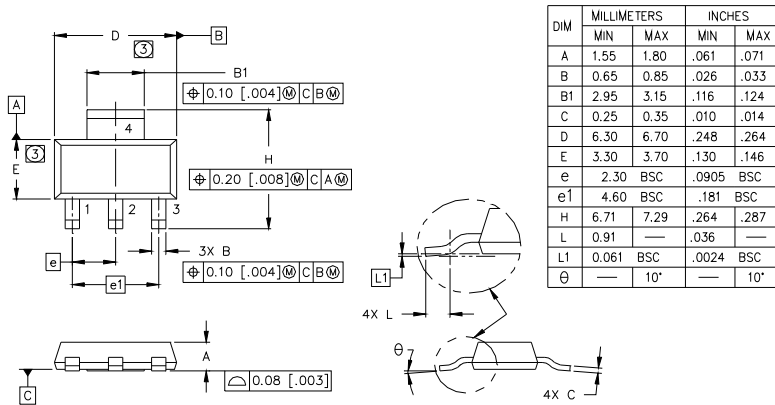 D
B
3
B1
⌖ 0.10 [.004]Ⓜ C BⓂ
A
4
3
E
H
⌖ 0.20 [.008]Ⓜ C AⓂ
1 2 3
3X B
e
⌖ 0.10 [.004]Ⓜ C BⓂ
e1
L1
4X L
A
θ
C
⌓ 0.08 [.003]
4X C
DIM MILLIMETERS INCHES
MIN MAX MIN MAX
A 1.55 1.80 .061 .071
B 0.65 0.85 .026 .033
B1 2.95 3.15 .116 .124
C 0.25 0.35 .010 .014
D 6.30 6.70 .248 .264
E 3.30 3.70 .130 .146
e 2.30 BSC .0905 BSC
e1 4.60 BSC .181 BSC
H 6.71 7.29 .264 .287
L 0.91 — .036 —
L1 0.061 BSC .0024 BSC
θ — 10° — 10°